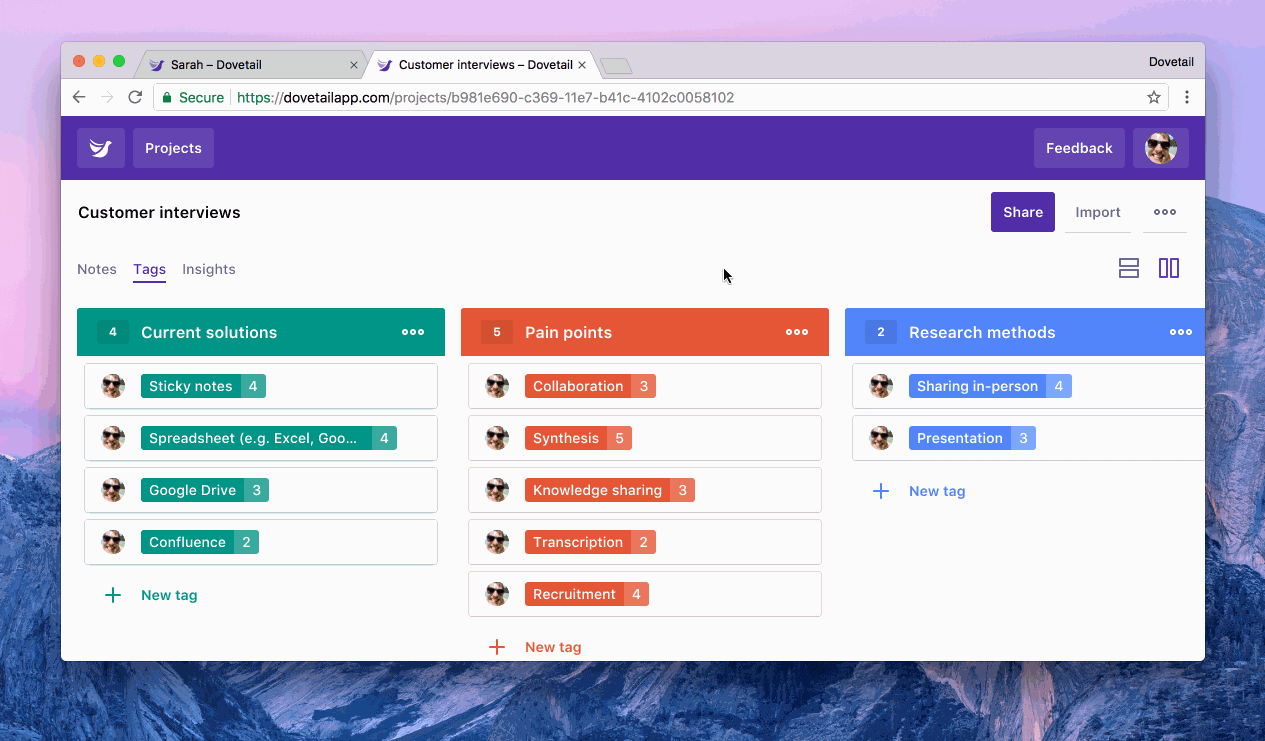 Sarah – Dovetail
Customer interviews – Dovetail
Dovetail
Secure https://dovetailapp.com/projects/b981e690-c369-11e7-b41c-4102c0058102
Projects
Feedback
Customer interviews
Share
Import
Notes
Tags
Insights
4 Current solutions
Sticky notes 4
Spreadsheet (e.g. Excel, Goo... 4
Google Drive 3
Confluence 2
New tag
5 Pain points
Collaboration 3
Synthesis 5
Knowledge sharing 3
Transcription 2
Recruitment 4
New tag
2 Research methods
Sharing in-person 4
Presentation 3
New tag